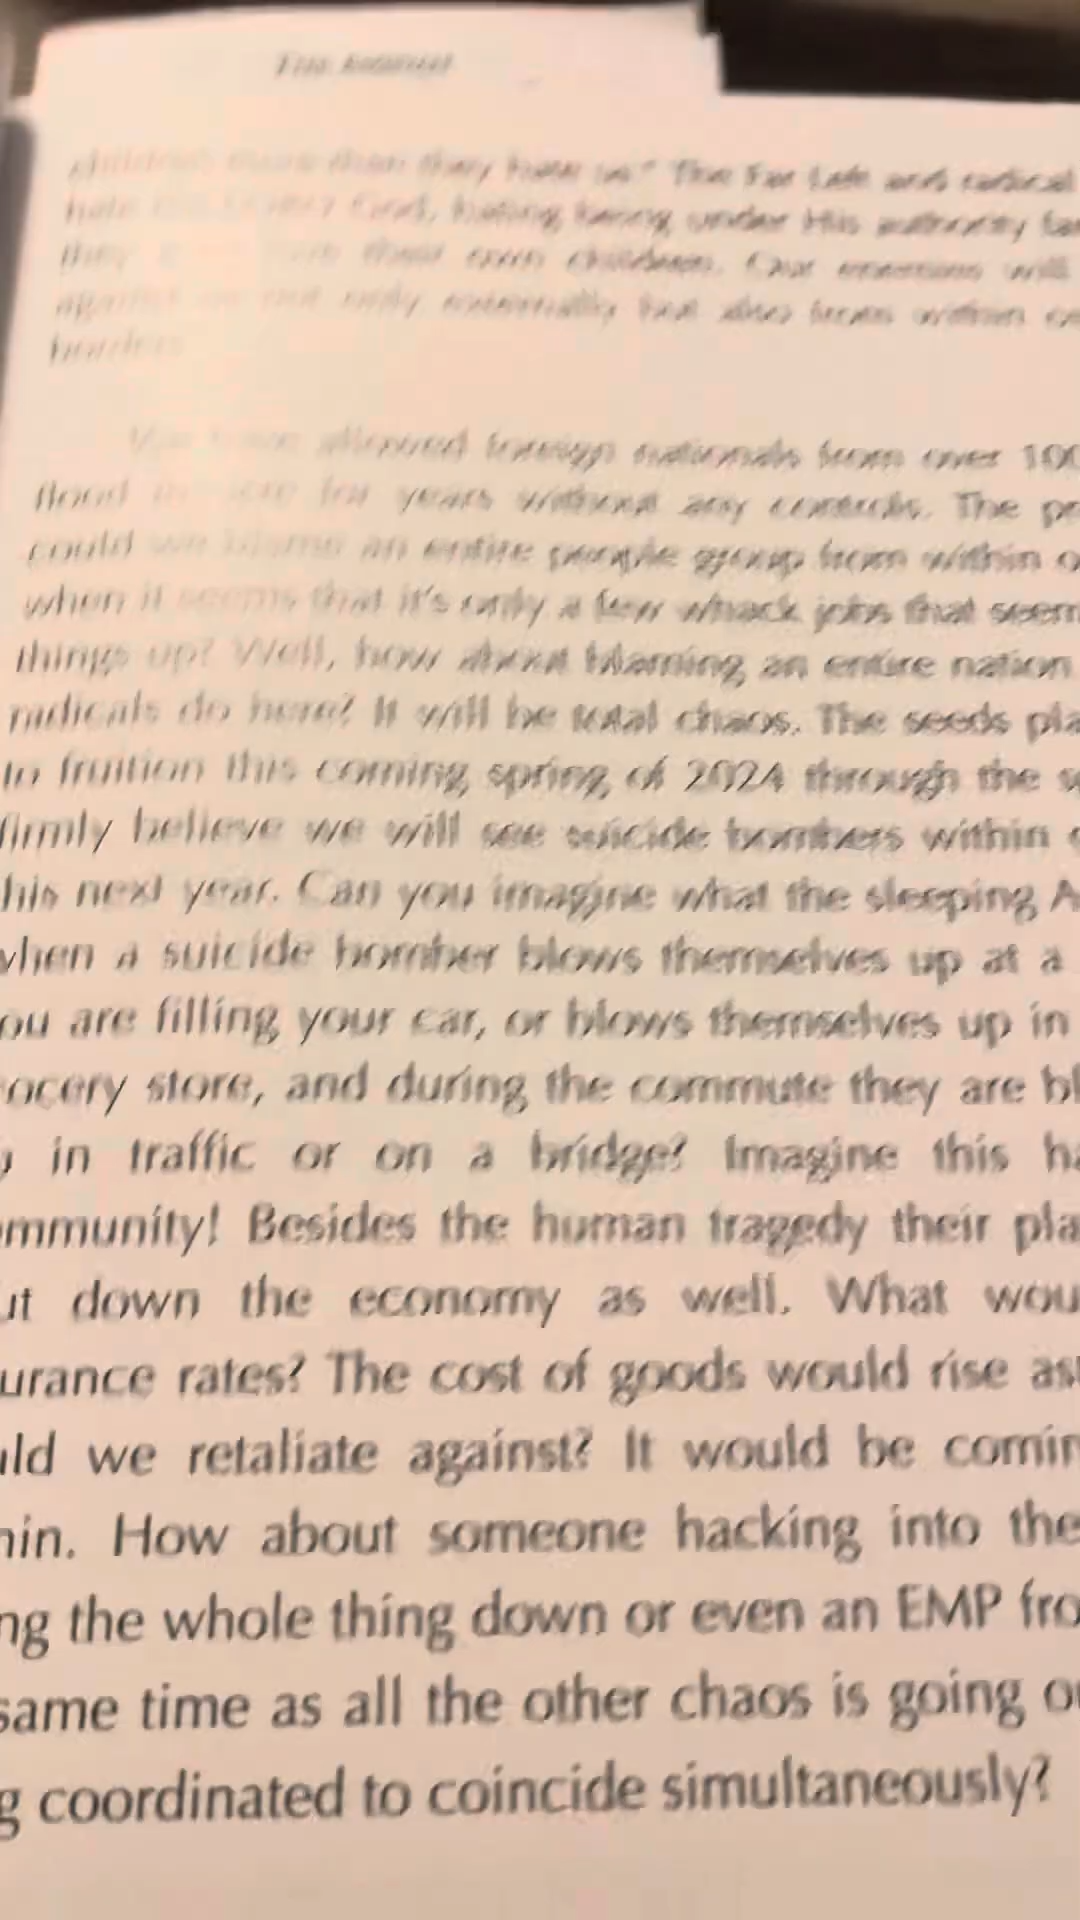 children more than they hate us" The Far Left and radical
hate God, hating being under His authority
they their own children. Our enemies will
against us not only externally but also from within
borders
allowed foreign nationals from over 100
flood for years without any controls. The
could we blame an entire people group from within
when it seems that it's only a few whack jobs that seem
things up? Well, how about blaming an entire nation
radicals do here? It will be total chaos. The seeds
to fruition this coming spring of 2024 through the
firmly believe we will see suicide bombers within
his next year. Can you imagine what the sleeping A
when a suicide bomber blows themselves up at a
ou are filling your car, or blows themselves up in
ocery store, and during the commute they are bl
in traffic or on a bridge? Imagine this ha
mmunity! Besides the human tragedy their pla
ut down the economy as well. What wou
urance rates? The cost of goods would rise as
uld we retaliate against? It would be comin
hin. How about someone hacking into the
ng the whole thing down or even an EMP fro
same time as all the other chaos is going o
g coordinated to coincide simultaneously?